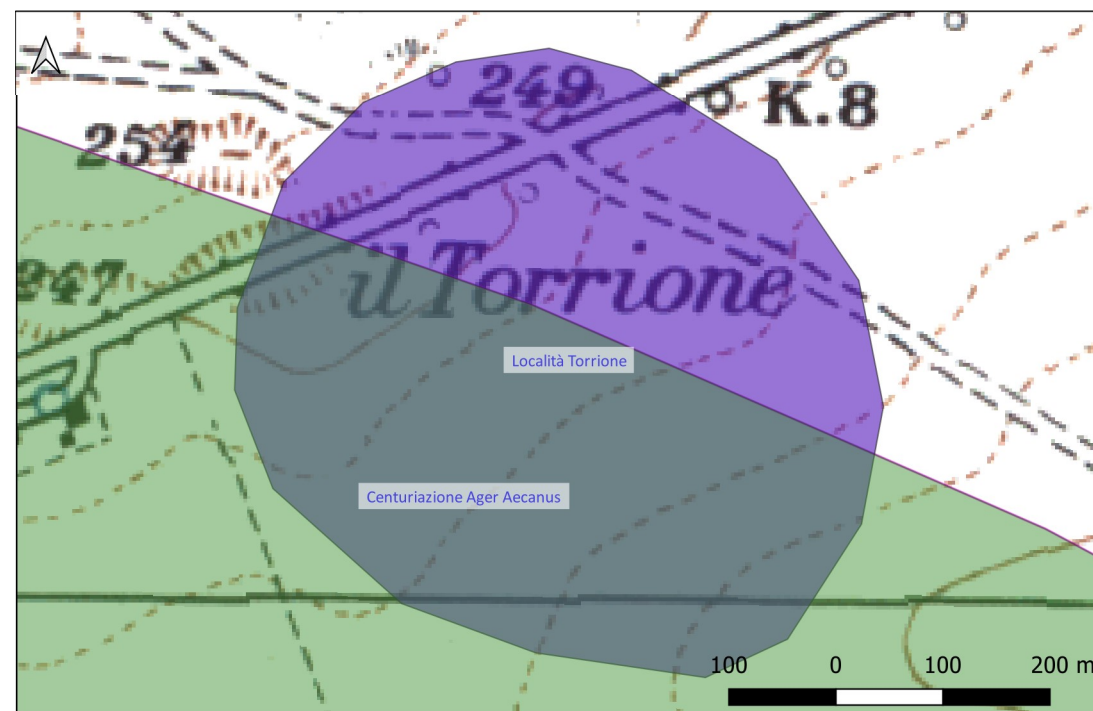 249
K.8
254
il Torrione
247
Località Torrione
Centuriazione Ager Aecanus
100 0 100 200 m